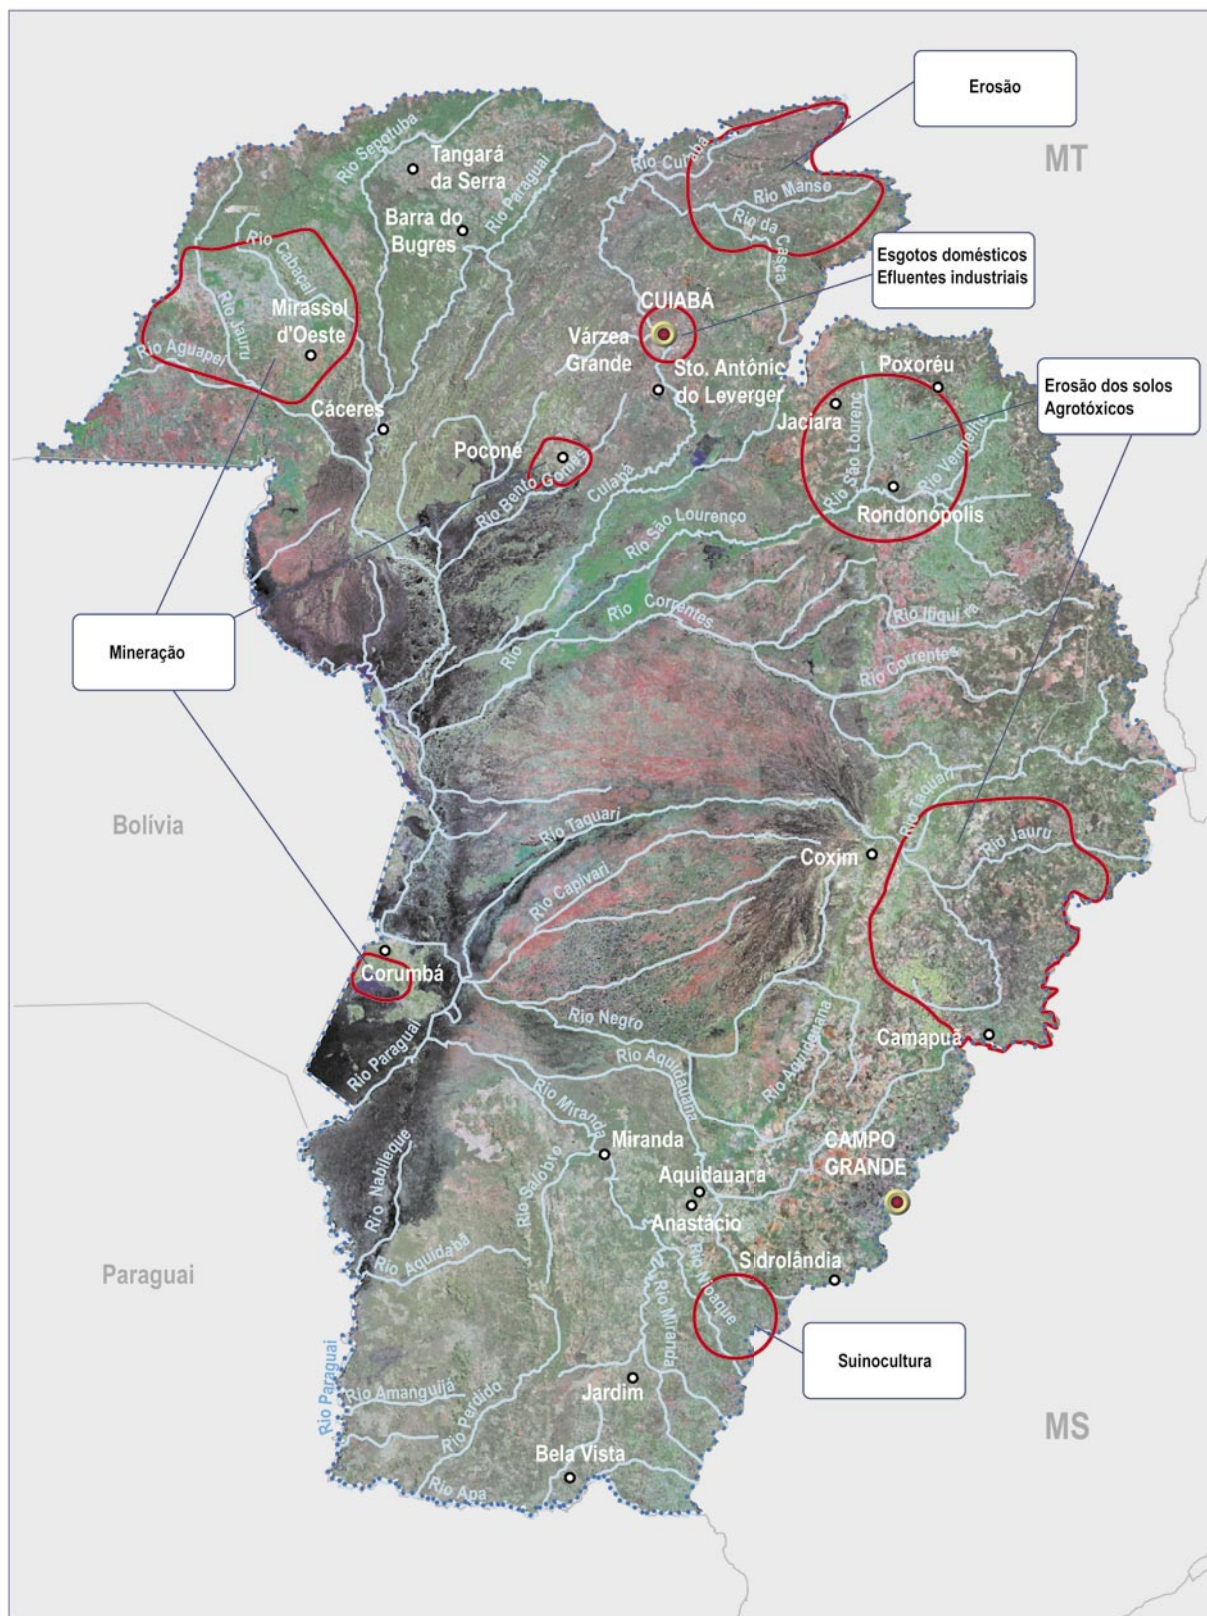 Erosão
MT
Rio Sepotuba
Tangará
da Serra
Rio Paraguai
Rio Cuiabá
Rio Manso
Rio da Casca
Barra do
Bugres
Esgotos domésticos
Efluentes industriais
Rio Cabaçal
Rio Jauru
Mirassol
d'Oeste
Rio Aguapeí
CUIABÁ
Várzea
Grande
Sto. Antônio
do Leverger
Poxoréu
Erosão dos solos
Agrotóxicos
Jaciara
Rio São Lourenç
Rio Vermelho
Rondonópolis
Cáceres
Poconé
Rio Bento Gomes
Cuiabá
Rio São Lourenço
Rio
Rio Correntes
Rio Itiquira
Rio Correntes
Mineração
Bolívia
Rio Taquari
Rio Taquari
Rio Jauru
Coxim
Rio Capivari
Corumbá
Rio Negro
Rio Paraguai
Rio Aquidauana
Rio Aquidauana
Camapuã
Rio Miranda
Miranda
CAMPO
GRANDE
Rio Nabileque
Rio Salobro
Aquidauana
Anastácio
Paraguai
Rio Aquidabã
Sidrolândia
Rio Nioaque
Rio Miranda
Suinocultura
Rio Paraguai
Rio Amanguijá
Rio Perdido
Jardim
MS
Bela Vista
Rio Apa